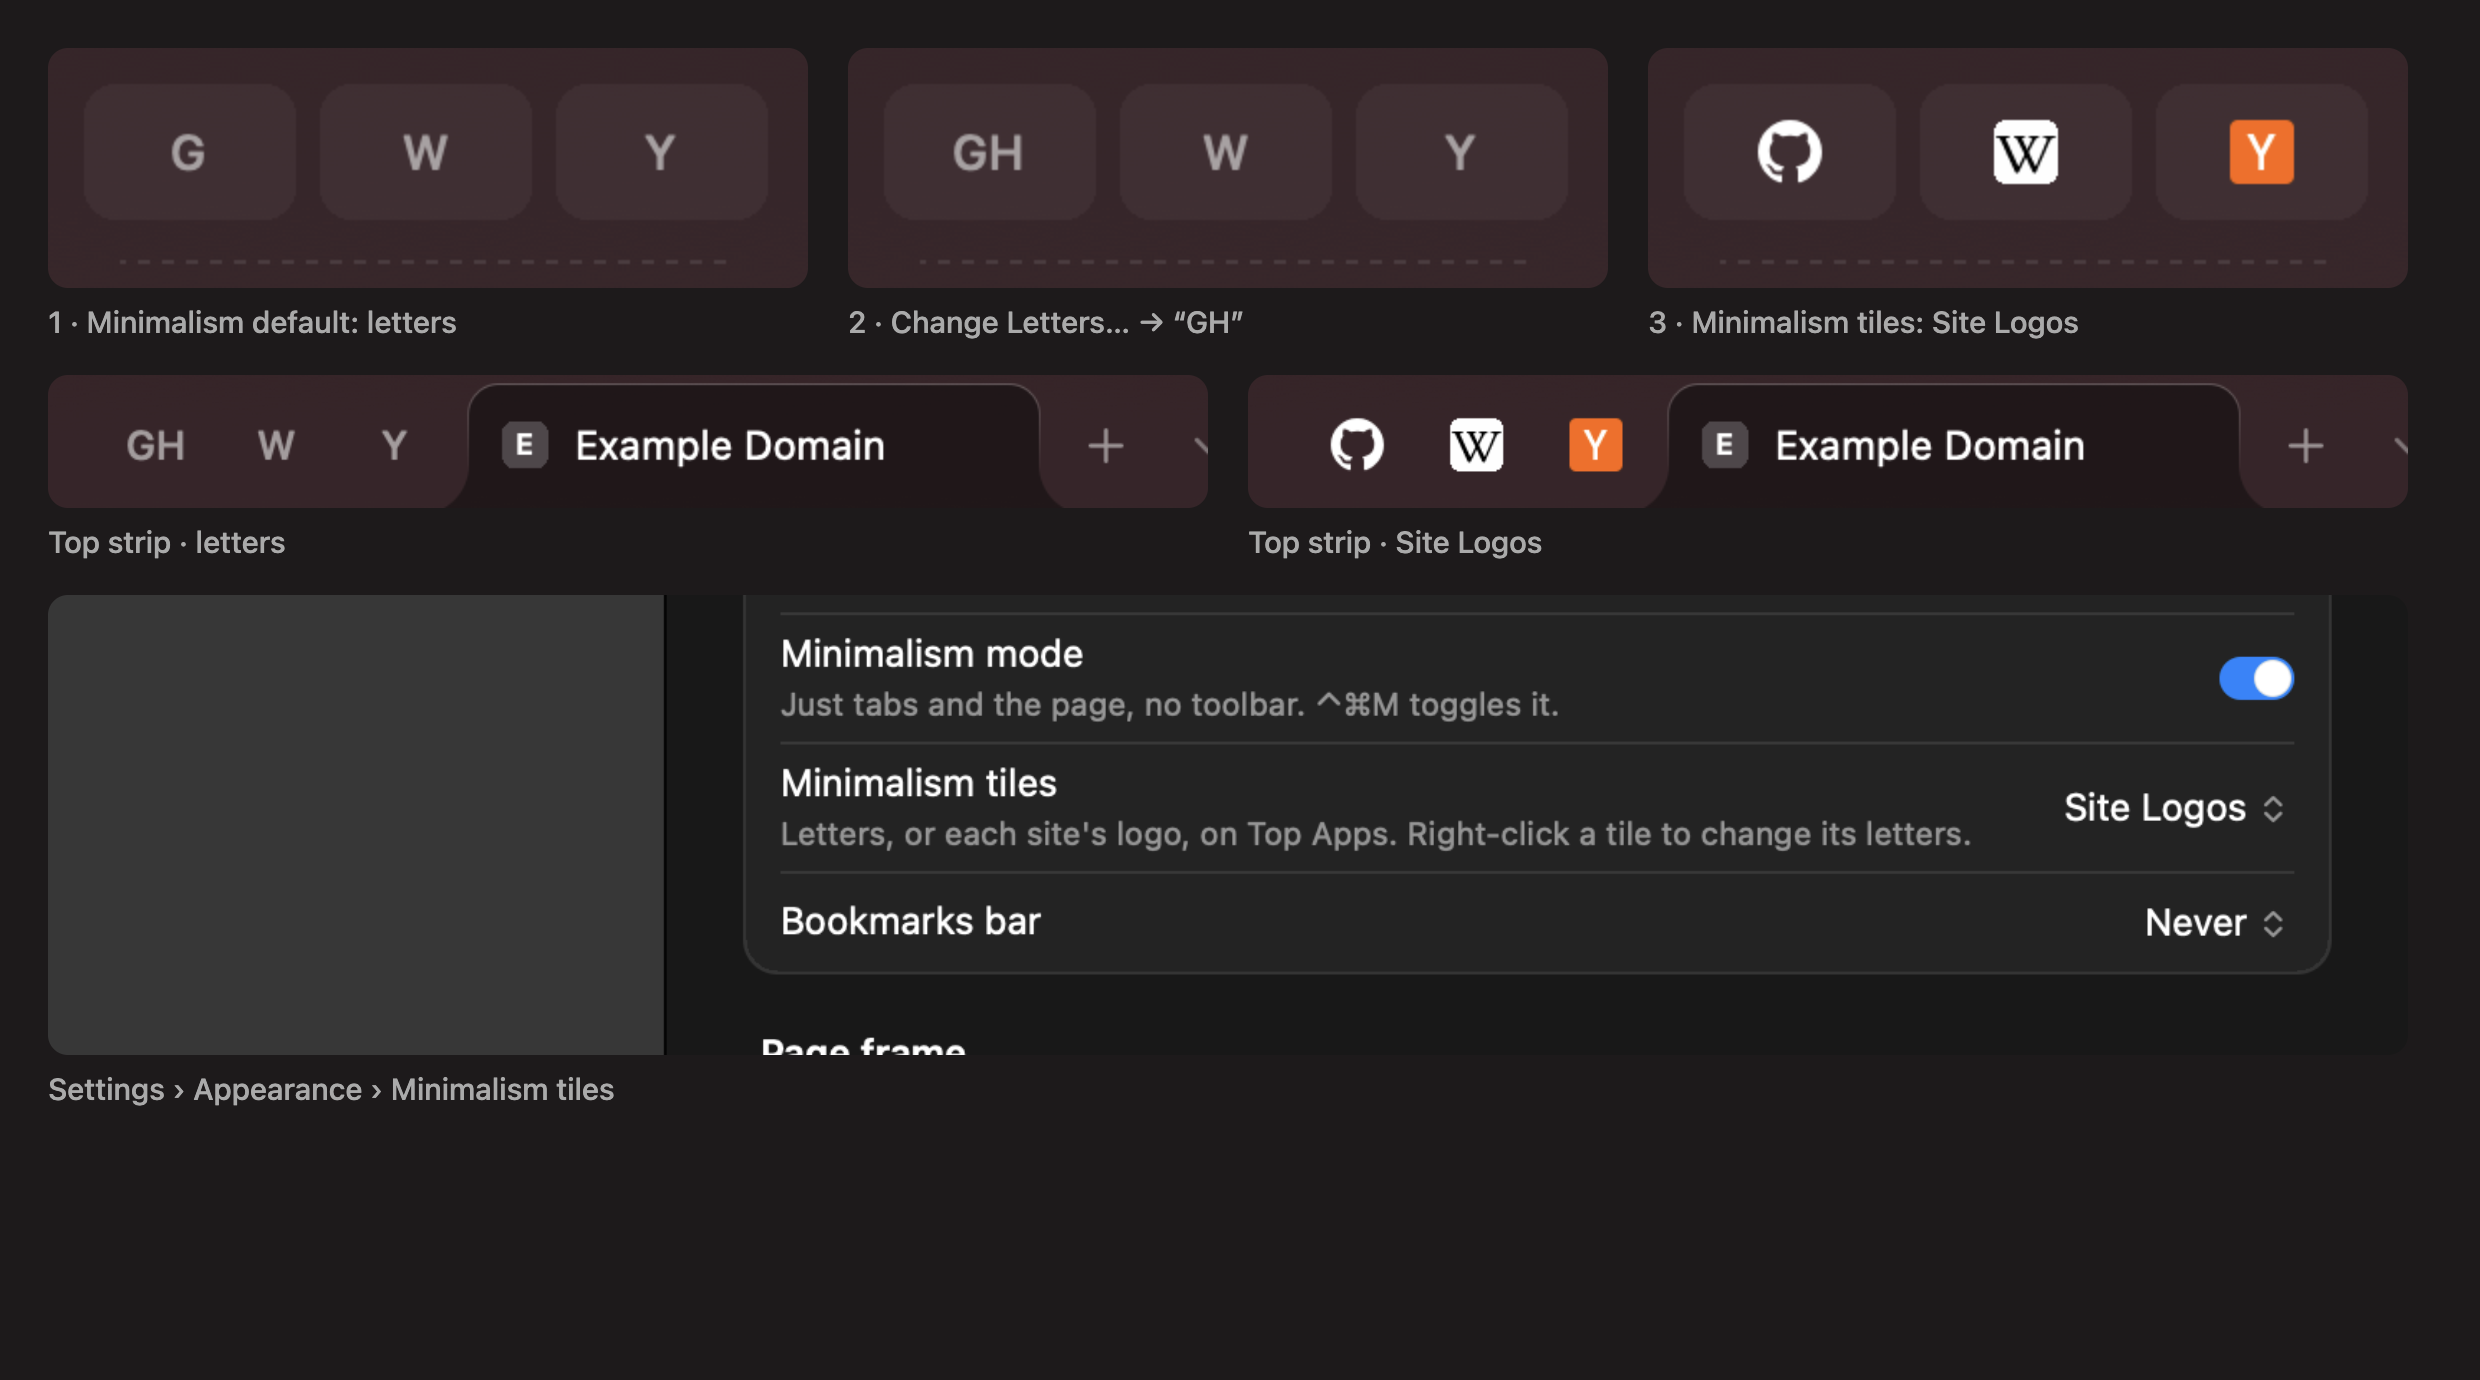 G W Y
GH W Y
W Y
1 · Minimalism default: letters
2 · Change Letters... → “GH”
3 · Minimalism tiles: Site Logos
GH W Y E Example Domain +
W Y E Example Domain +
Top strip · letters
Top strip · Site Logos
Minimalism mode
Just tabs and the page, no toolbar. ^⌘M toggles it.
Minimalism tiles
Site Logos
Letters, or each site's logo, on Top Apps. Right-click a tile to change its letters.
Bookmarks bar
Never
Page frame
Settings › Appearance › Minimalism tiles